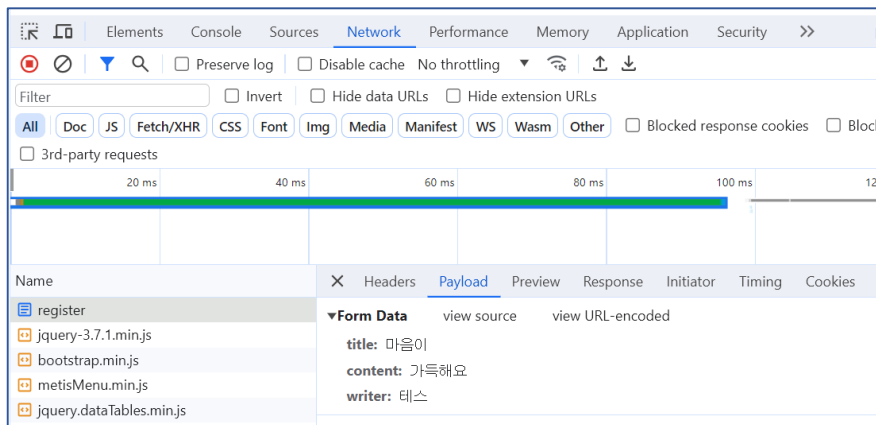 Elements Console Sources Network Performance Memory Application Security
Preserve log Disable cache No throttling
Filter Invert Hide data URLs Hide extension URLs
All Doc JS Fetch/XHR CSS Font Img Media Manifest WS Wasm Other Blocked response cookies Bloc
3rd-party requests
20 ms 40 ms 60 ms 80 ms 100 ms 12
Name Headers Payload Preview Response Initiator Timing Cookies
register
jquery-3.7.1.min.js
bootstrap.min.js
metisMenu.min.js
jquery.dataTables.min.js
Form Data view source view URL-encoded
title: 마음이
content: 가득해요
writer: 테스